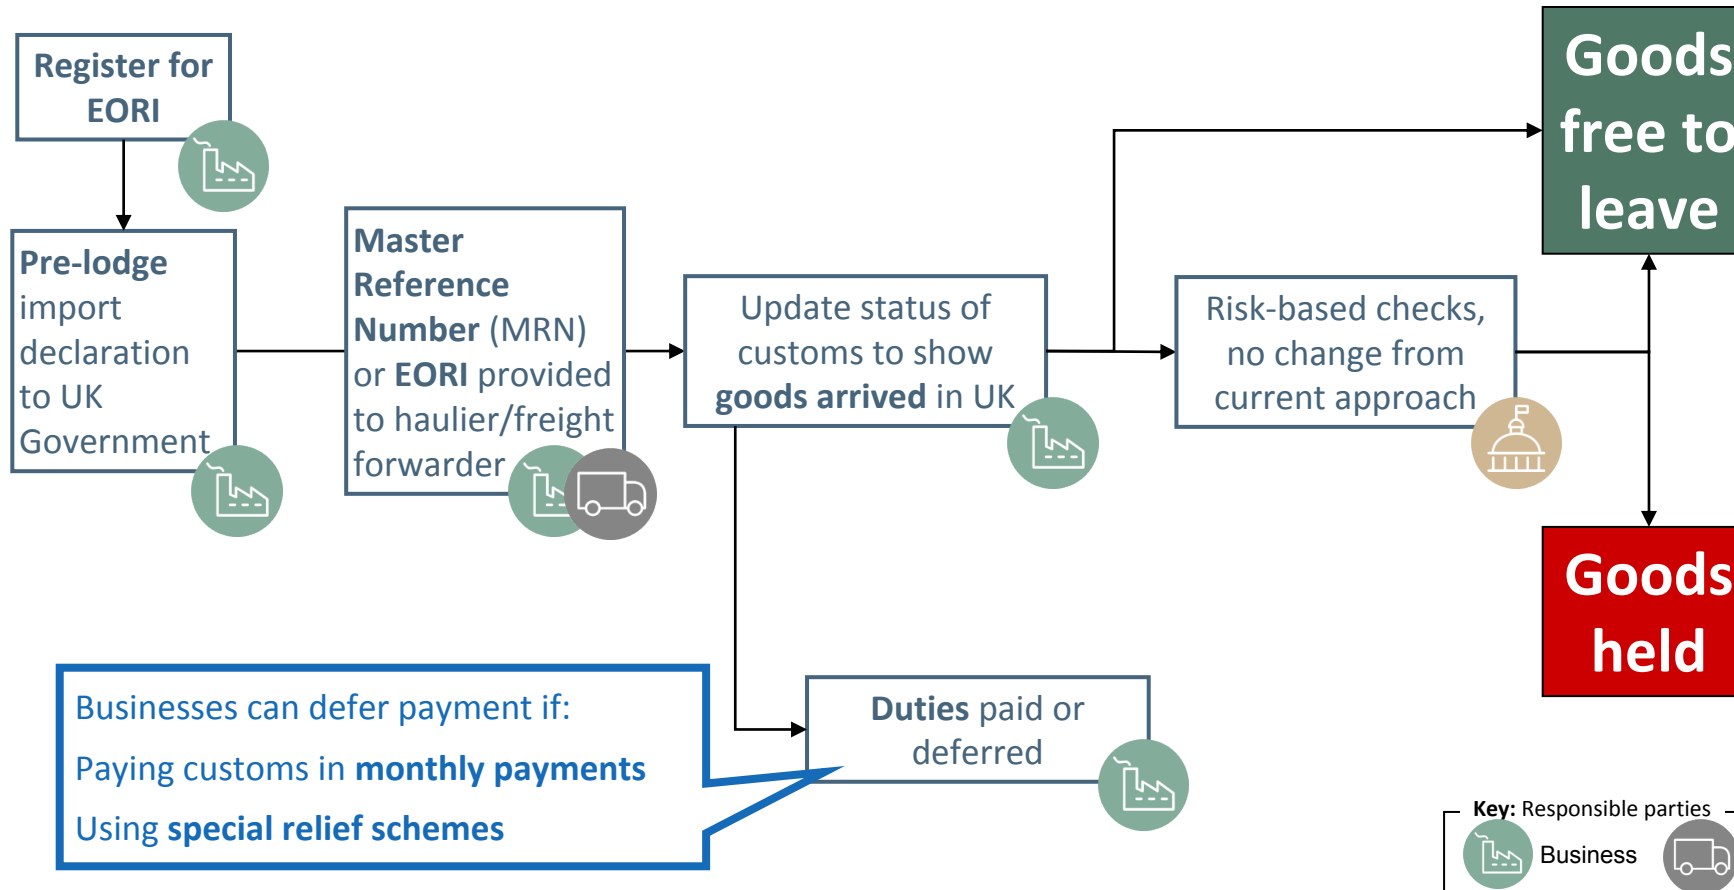 Register for
EORI
Pre-lodge
import
declaration
to UK
Government
Master
Reference
Number (MRN)
or EORI provided
to haulier/freight
forwarder
Update status of
customs to show
goods arrived in UK
Risk-based checks,
no change from
current approach
Goods
free to
leave
Goods
held
Duties paid or
deferred
Businesses can defer payment if:
Paying customs in monthly payments
Using special relief schemes
Key: Responsible parties
Business